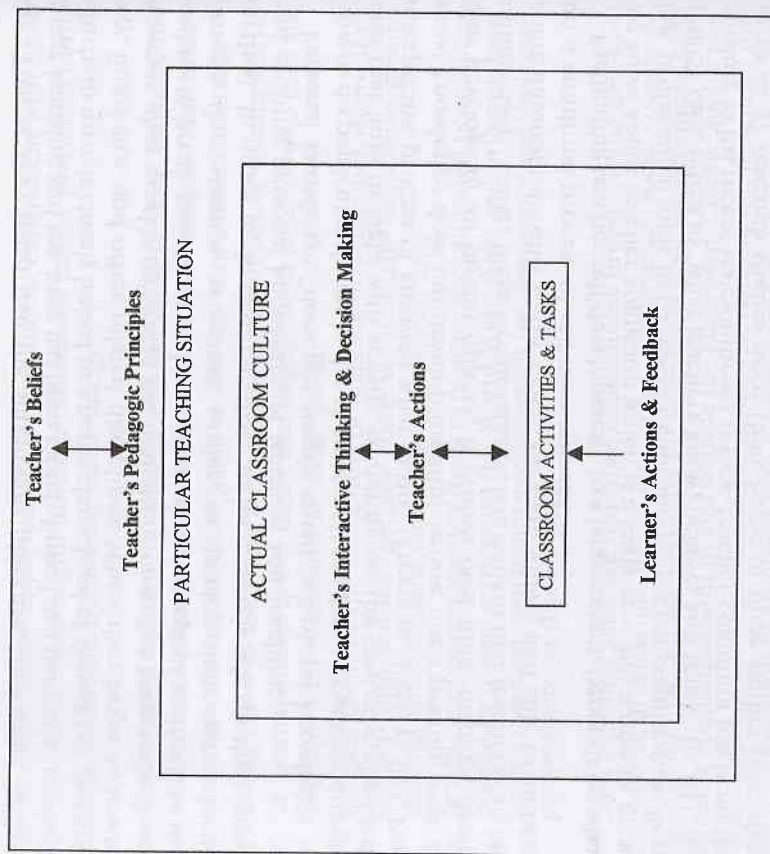 Teacher's Beliefs
Teacher's Pedagogic Principles
PARTICULAR TEACHING SITUATION
ACTUAL CLASSROOM CULTURE
Teacher's Interactive Thinking & Decision Making
Teacher's Actions
CLASSROOM ACTIVITIES & TASKS
Learner's Actions & Feedback